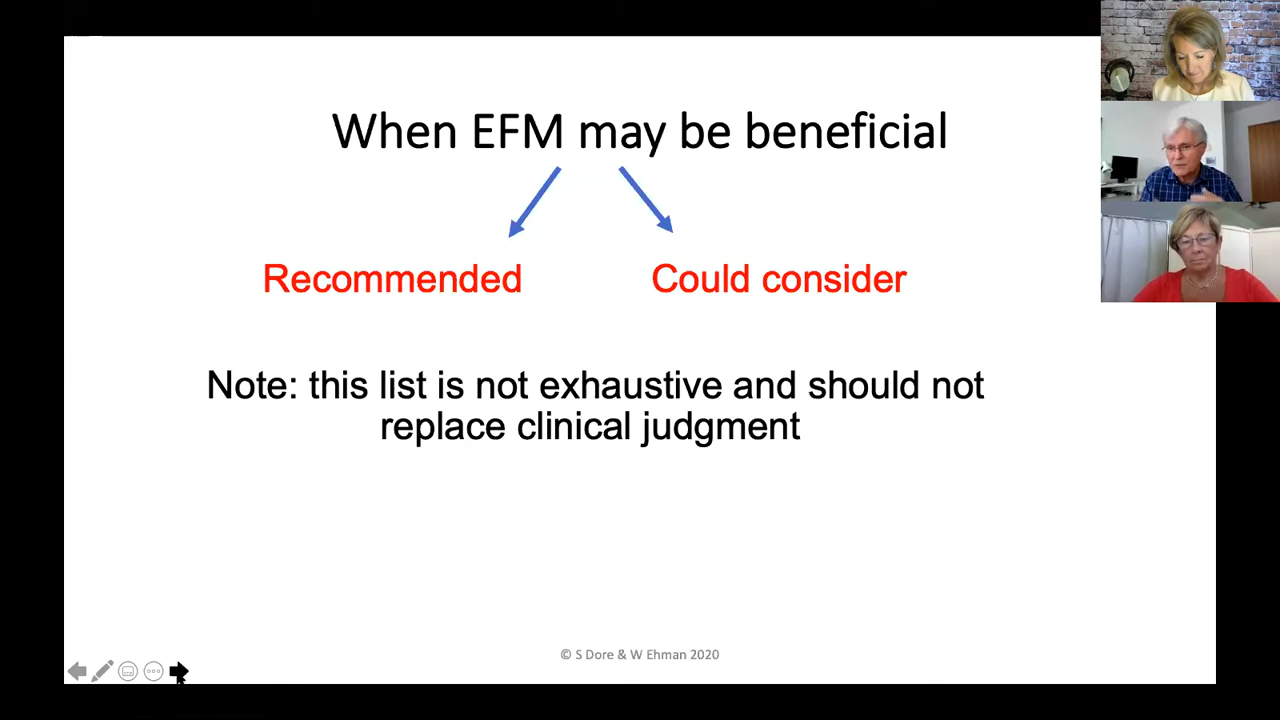 When EFM may be beneficial
Recommended
Could consider
Note: this list is not exhaustive and should not
replace clinical judgment
© S Dore & W Ehman 2020